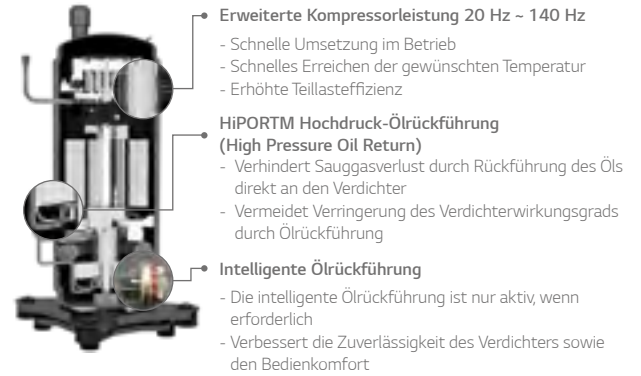 Erweiterte Kompressorleistung 20 Hz ~ 140 Hz
- Schnelle Umsetzung im Betrieb
- Schnelles Erreichen der gewünschten Temperatur
- Erhöhte Teillasteffizienz
HiPORTM Hochdruck-Ölrückführung
(High Pressure Oil Return)
- Verhindert Sauggasverlust durch Rückführung des Öls
direkt an den Verdichter
- Vermeidet Verringerung des Verdichterwirkungsgrads
durch Ölrückführung
Intelligente Ölrückführung
- Die intelligente Ölrückführung ist nur aktiv, wenn
erforderlich
- Verbessert die Zuverlässigkeit des Verdichters sowie
den Bedienkomfort